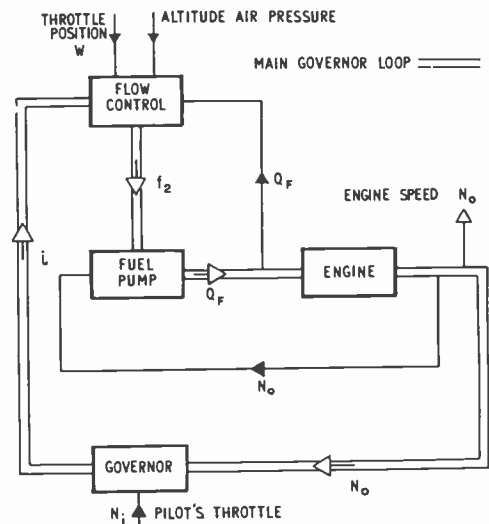 THROTTLE
POSITION
W
ALTITUDE AIR PRESSURE
MAIN GOVERNOR LOOP
FLOW
CONTROL
f2
QF
ENGINE SPEED
No
i
FUEL
PUMP
QF
ENGINE
No
GOVERNOR
No
Ni PILOT'S THROTTLE